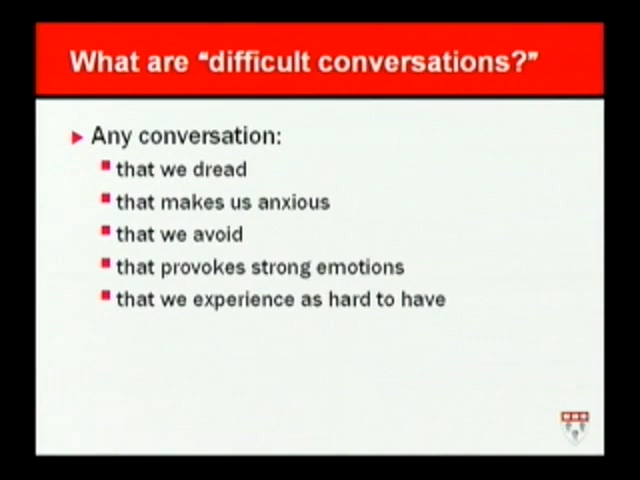 What are “difficult conversations?”
Any conversation:
that we dread
that makes us anxious
that we avoid
that provokes strong emotions
that we experience as hard to have